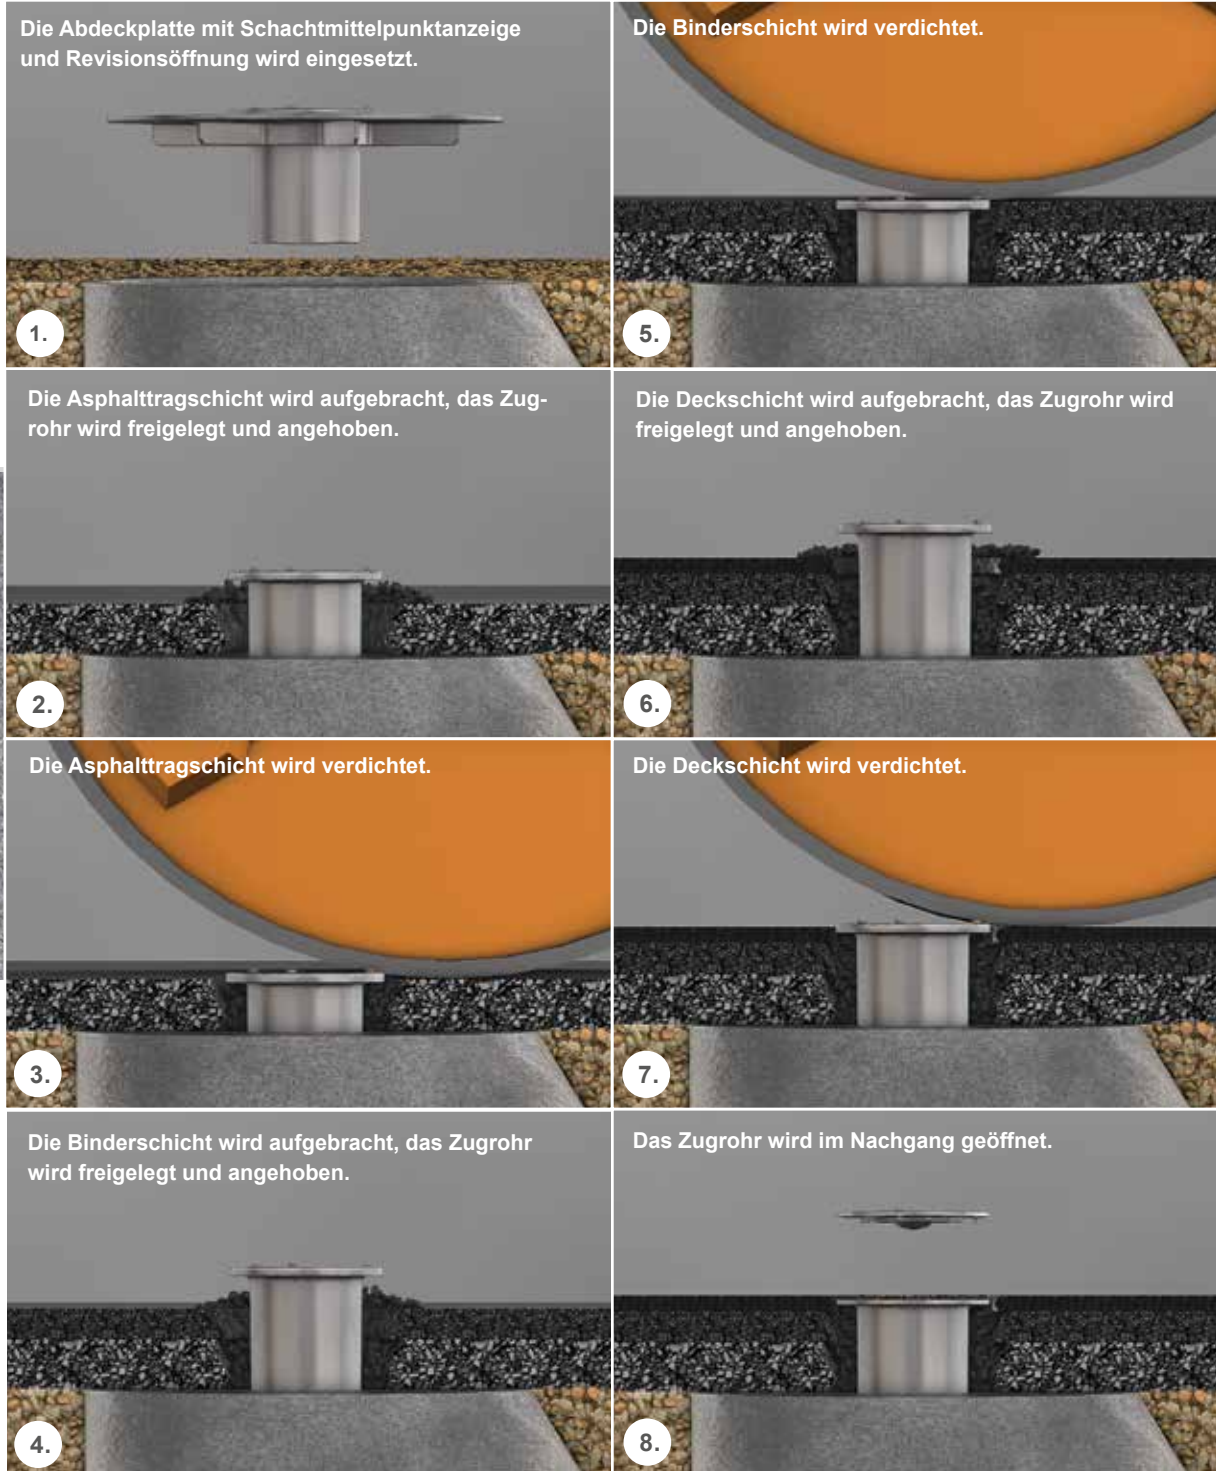 Die Abdeckplatte mit Schachtmittelpunktanzeige
und Revisionsöffnung wird eingesetzt.
1.
Die Asphalttragschicht wird aufgebracht, das Zug-
rohr wird freigelegt und angehoben.
2.
Die Asphalttragschicht wird verdichtet.
3.
Die Binderschicht wird aufgebracht, das Zugrohr
wird freigelegt und angehoben.
4.
Die Binderschicht wird verdichtet.
5.
Die Deckschicht wird aufgebracht, das Zugrohr wird
freigelegt und angehoben.
6.
Die Deckschicht wird verdichtet.
7.
Das Zugrohr wird im Nachgang geöffnet.
8.